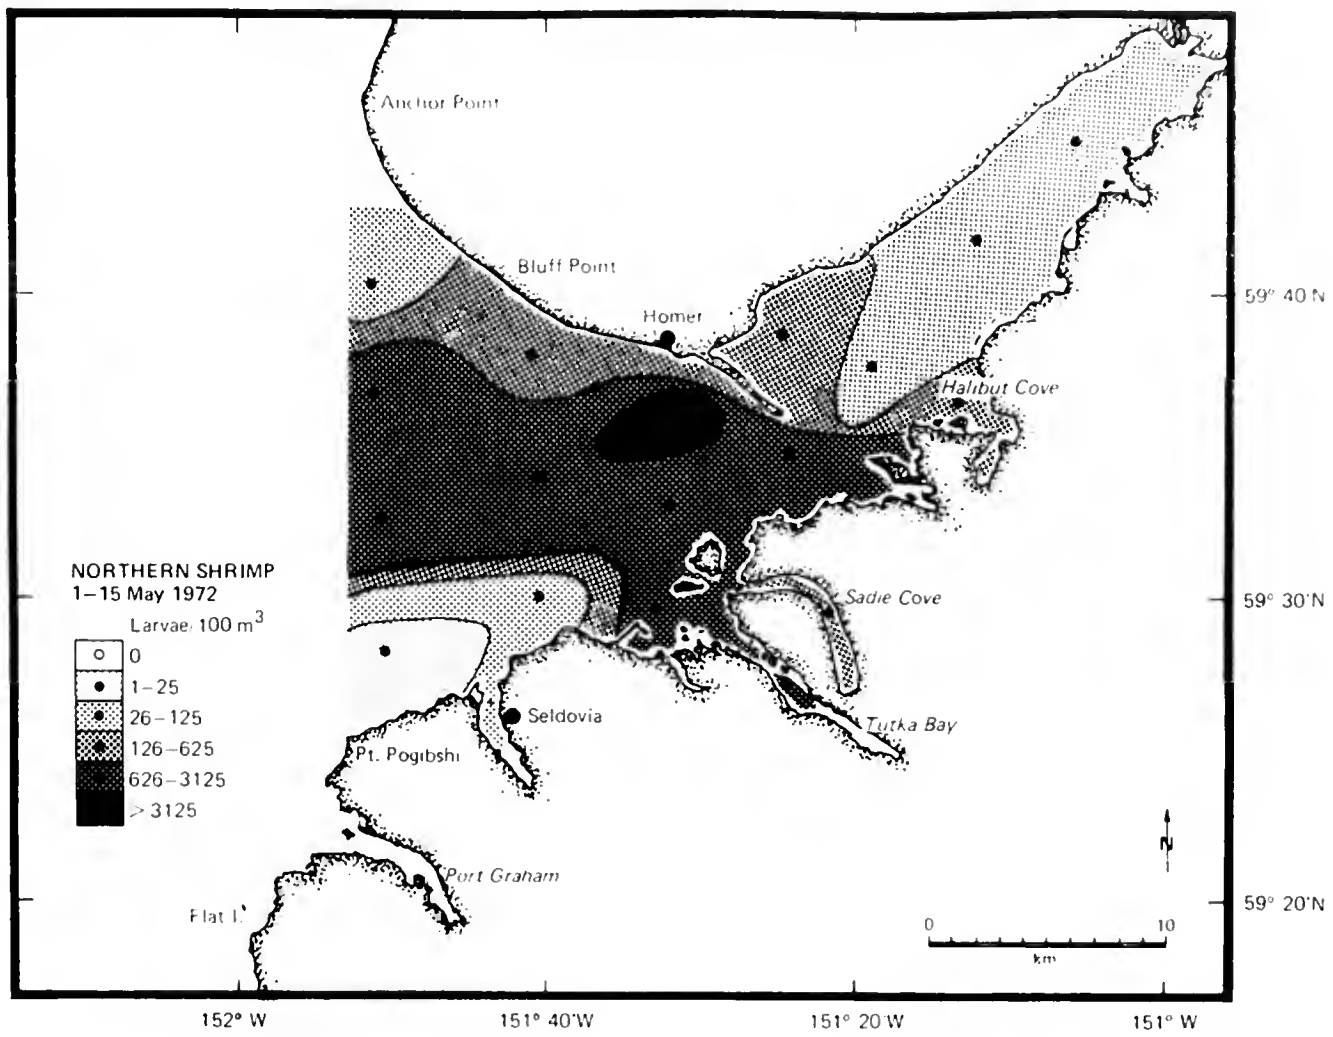 Anchor Point
Bluff Point
Homer
59° 40 N
Halibut Cove
NORTHERN SHRIMP
1–15 May 1972
Larvae/100 m³
0
1–25
26–125
126–625
626–3125
> 3125
Sadie Cove
59° 30 N
Seldovia
Tutka Bay
Pt. Pogibshi
N
Port Graham
Flat I.
59° 20'N
0 10
km
152° W
151° 40'W
151° 20'W
151° W